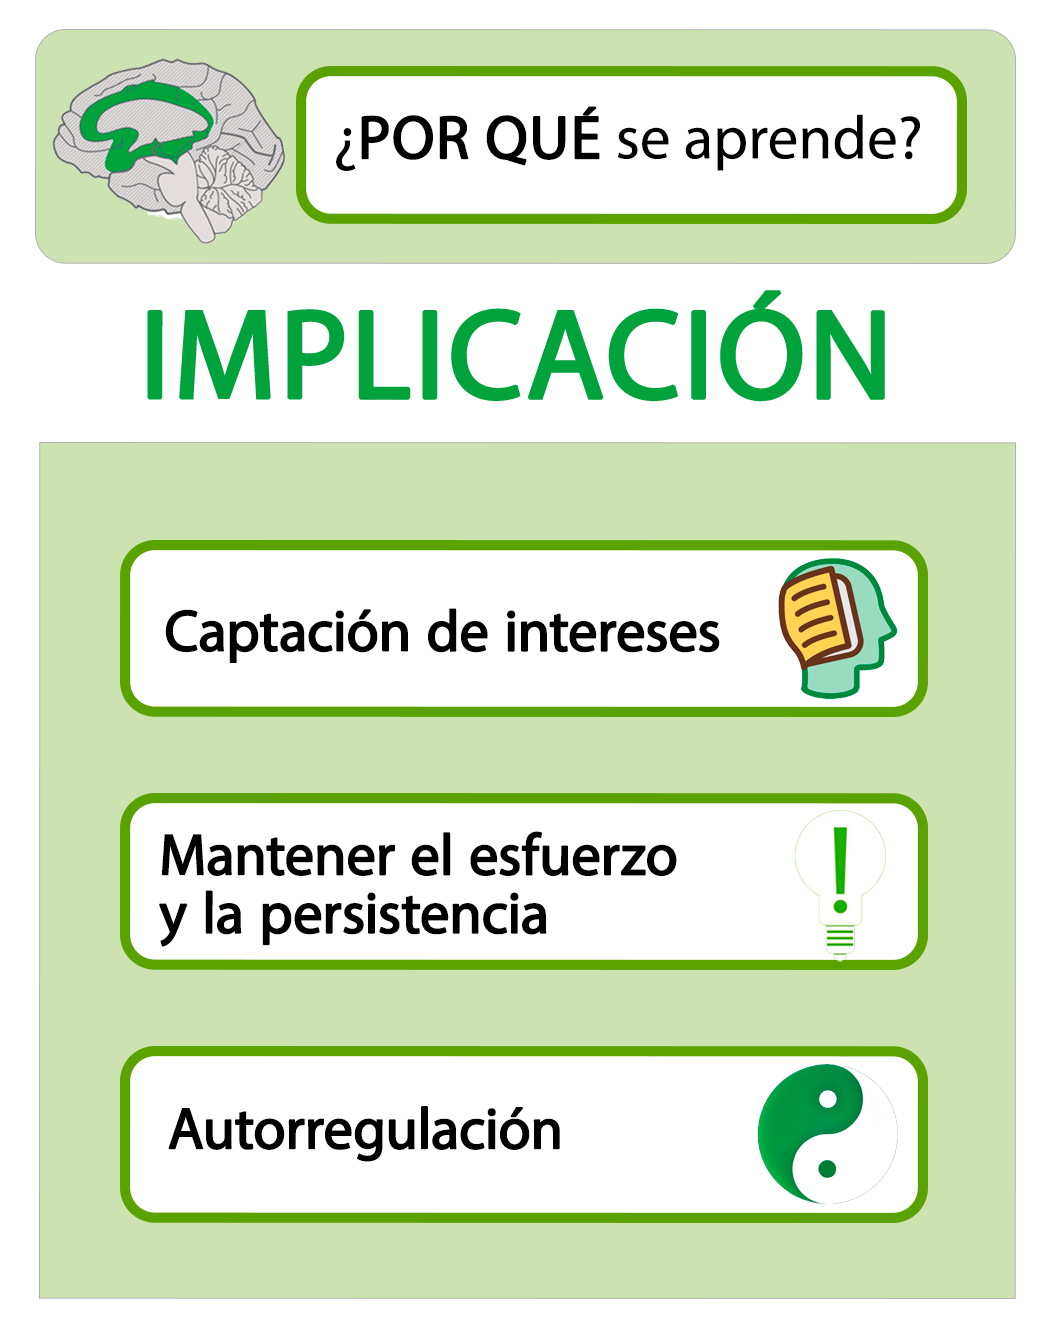 ¿POR QUÉ se aprende?
IMPLICACIÓN
Captación de intereses
Mantener el esfuerzo
y la persistencia
Autorregulación